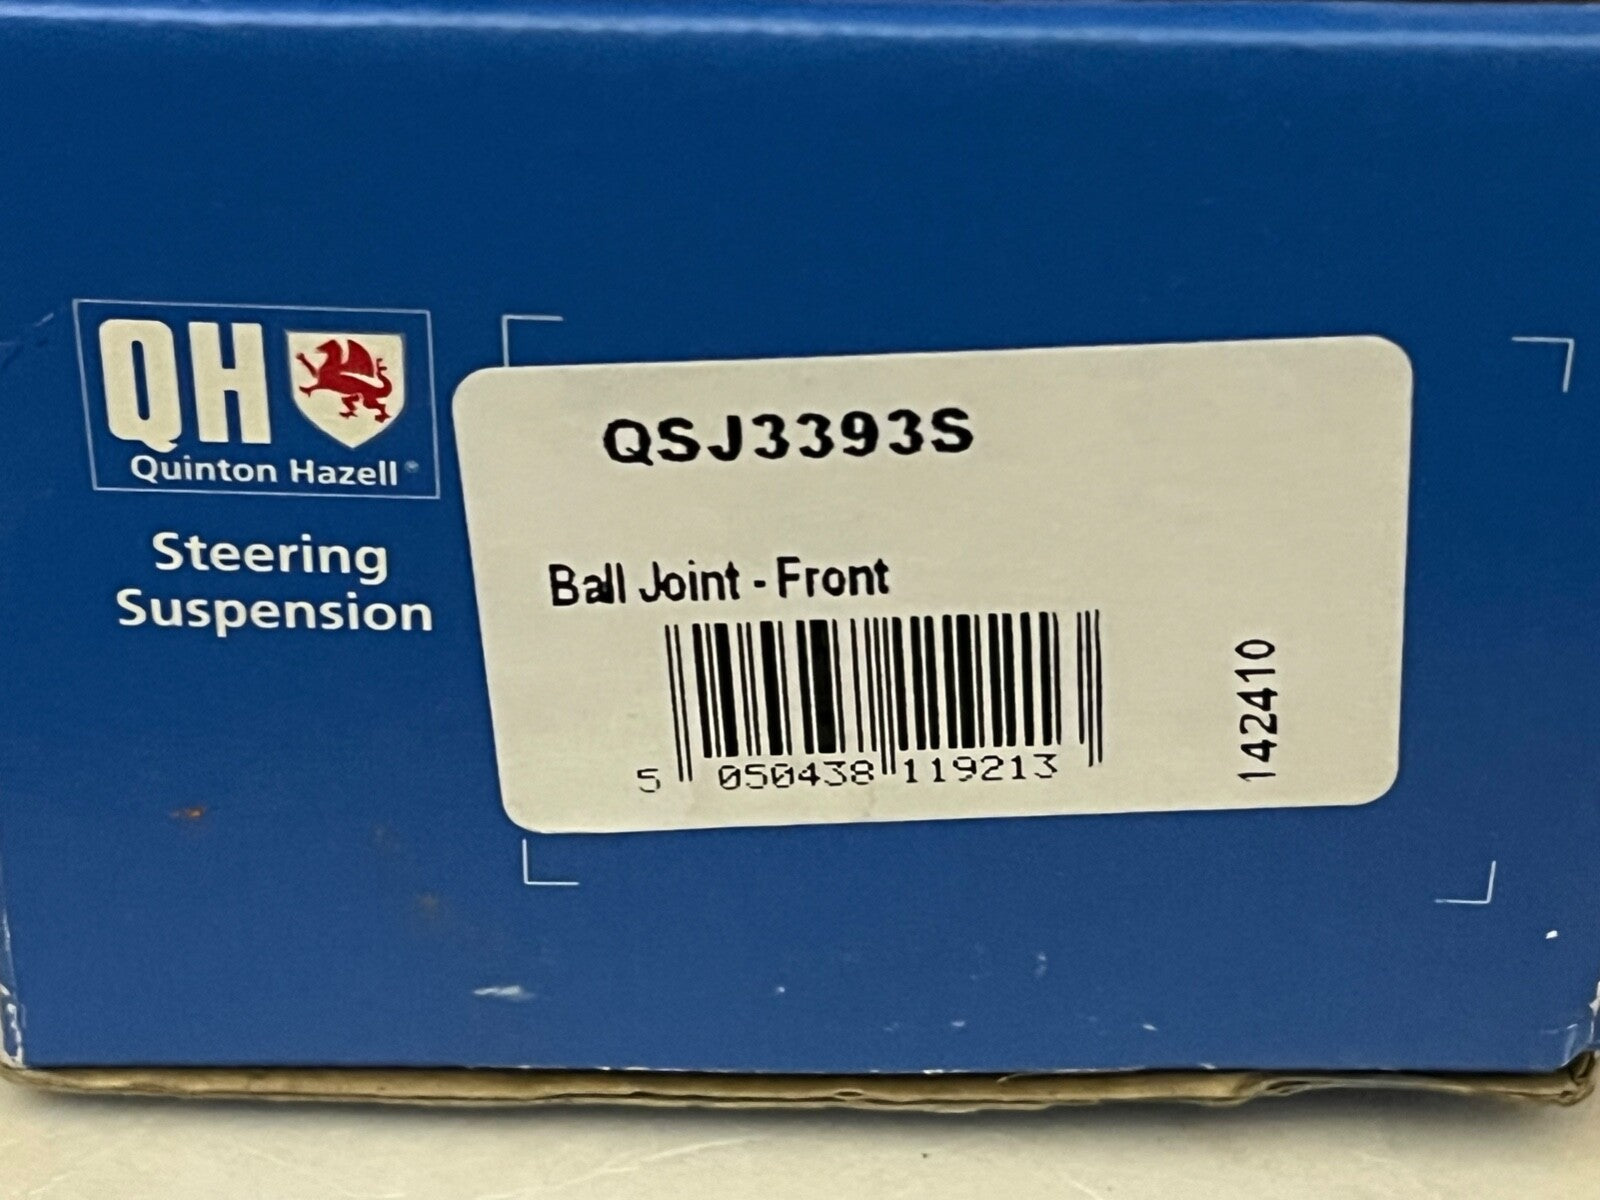 QH
Quinton Hazell®
Steering
Suspension
QSJ3393S
Ball Joint - Front
5 050438 119213
142410